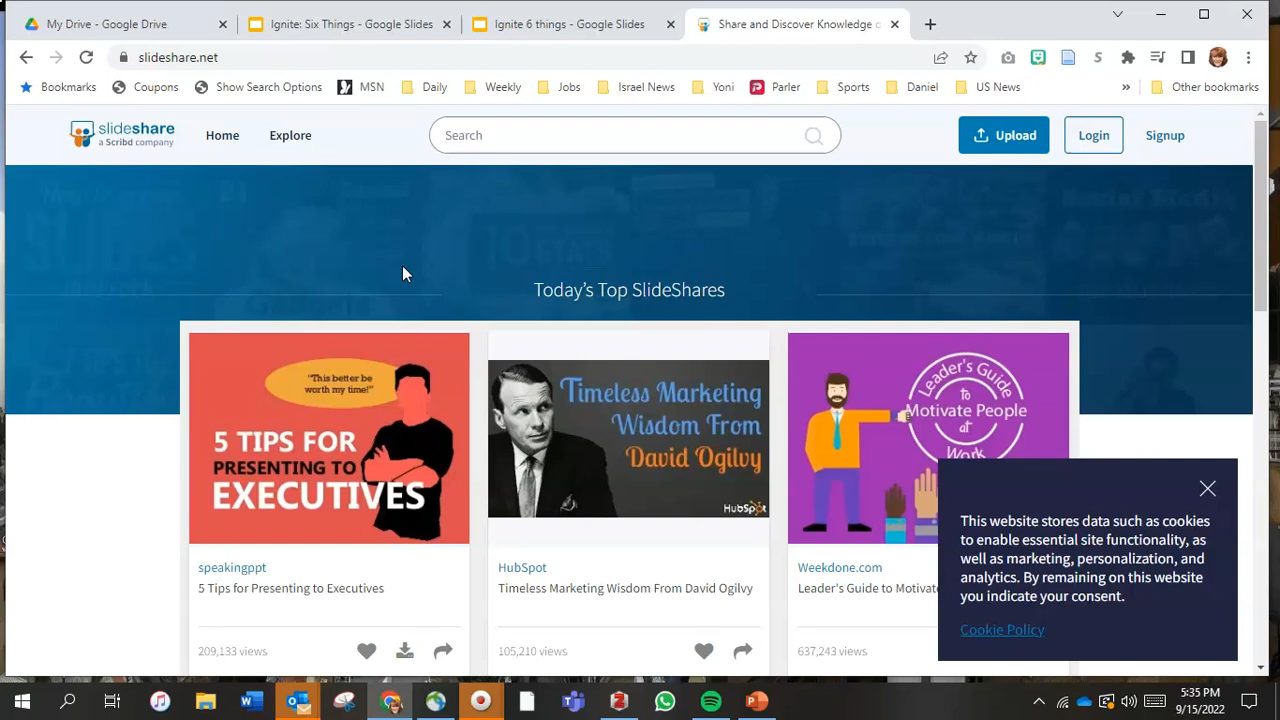 My Drive - Google Drive
Ignite: Six Things - Google Slides
Ignite 6 things - Google Slides
Share and Discover Knowledge o
slideshare.net
Bookmarks
Coupons
Show Search Options
MSN
Daily
Weekly
Jobs
Israel News
Yoni
Parler
Sports
Daniel
US News
Other bookmarks
slideshare
a Scribd company
Home
Explore
Search
Upload
Login
Signup
Today's Top SlideShares
"This better be
worth my time!"
5 TIPS FOR
PRESENTING TO
EXECUTIVES
Timeless Marketing
Wisdom From
David Ogilvy
HubSpot
Leader's Guide
to
Motivate People
at
Work
speakingppt
5 Tips for Presenting to Executives
209,133 views
HubSpot
Timeless Marketing Wisdom From David Ogilvy
105,210 views
Weekdone.com
Leader's Guide to Motivate
637,243 views
This website stores data such as cookies
to enable essential site functionality, as
well as marketing, personalization, and
analytics. By remaining on this website
you indicate your consent.
Cookie Policy
5:35 PM
9/15/2022